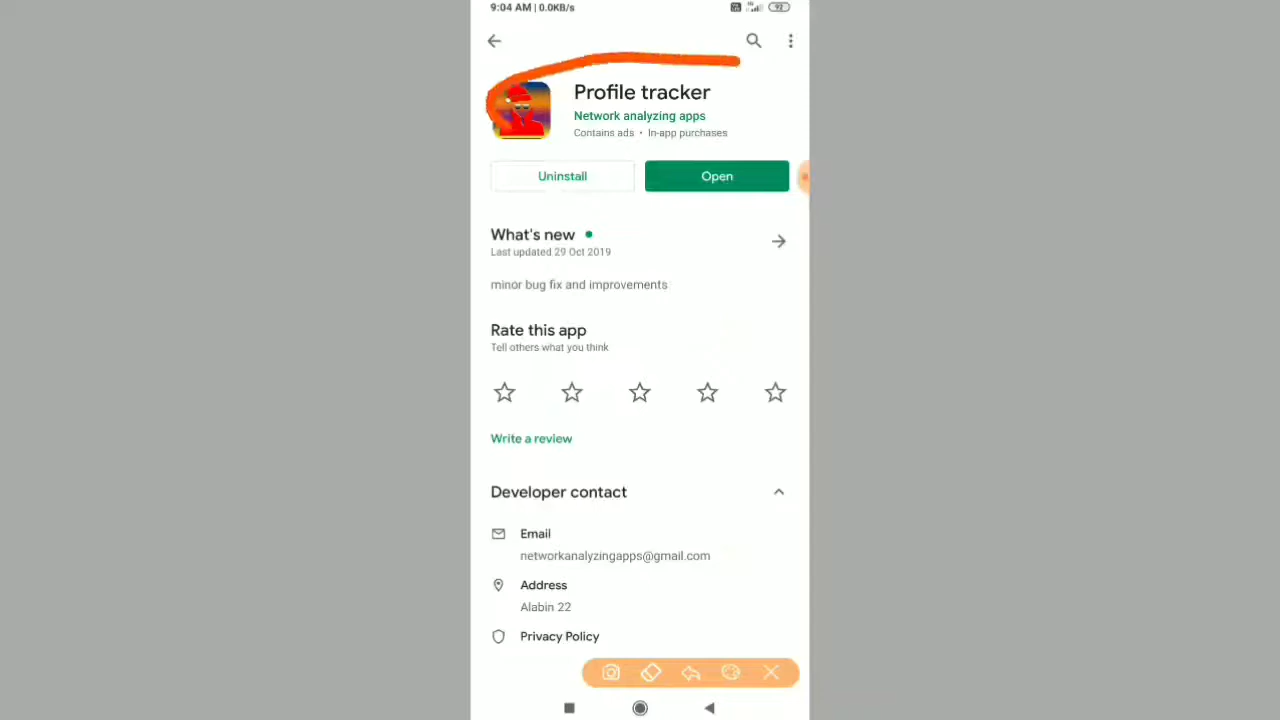 9:04 AM | 0.0KB/s
92
Profile tracker
Network analyzing apps
Contains ads • In-app purchases
Uninstall
Open
What's new
Last updated 29 Oct 2019
minor bug fix and improvements
Rate this app
Tell others what you think
Write a review
Developer contact
Email
networkanalyzingapps@gmail.com
Address
Alabin 22
Privacy Policy